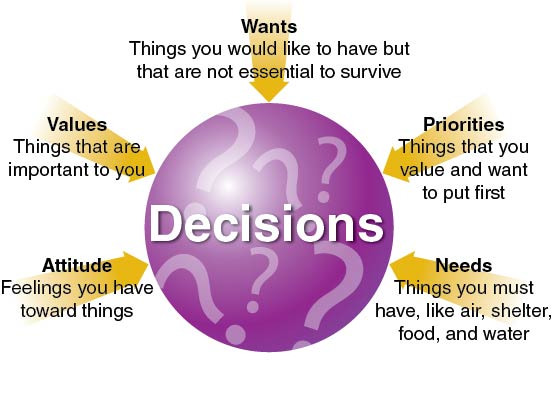 Wants
Things you would like to have but
that are not essential to survive
Values
Things that are
important to you
Priorities
Things that you
value and want
to put first
Decisions
Attitude
Feelings you have
toward things
Needs
Things you must
have, like air, shelter,
food, and water